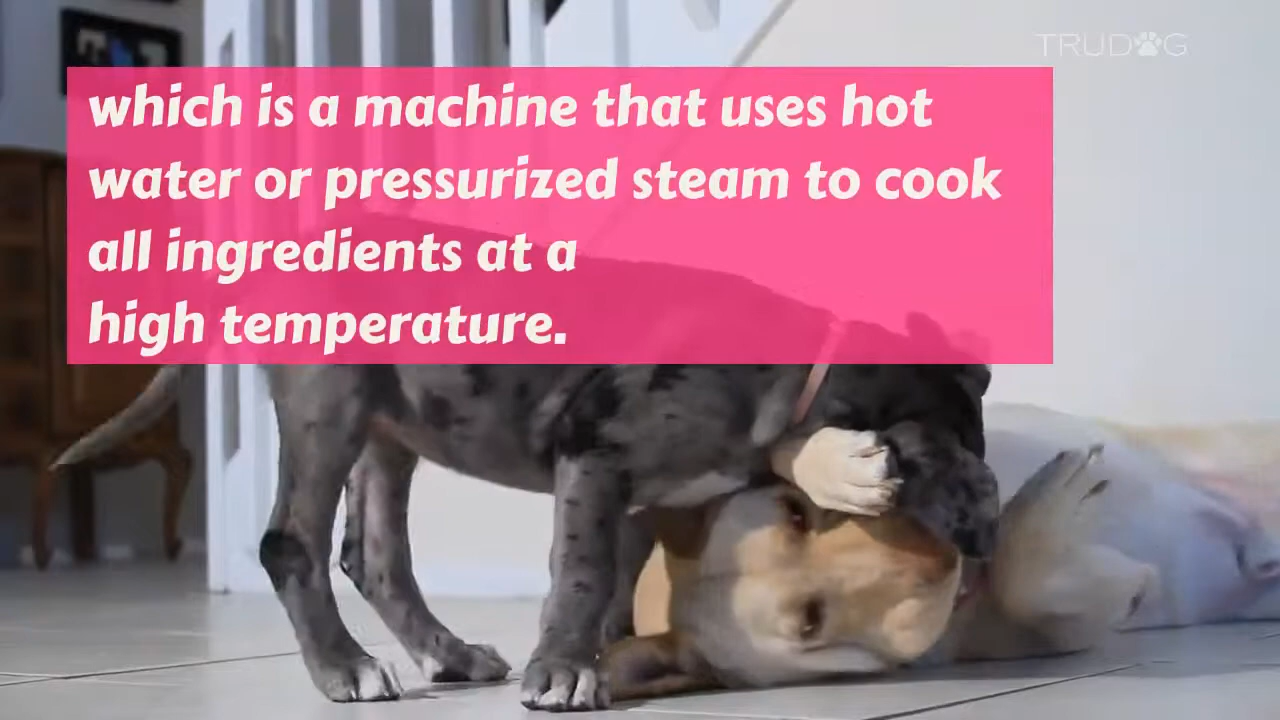 TRUDOG
which is a machine that uses hot
water or pressurized steam to cook
all ingredients at a
high temperature.